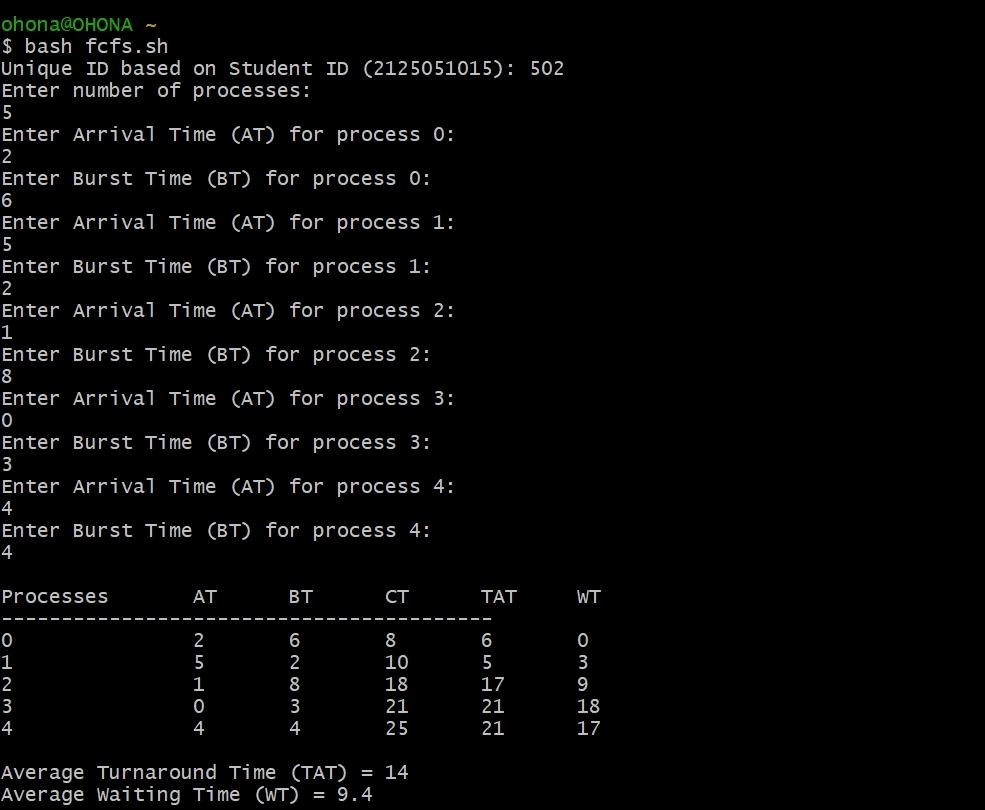 ohona@OHONA ~
$ bash fcfs.sh
Unique ID based on Student ID (2125051015): 502
Enter number of processes:
5
Enter Arrival Time (AT) for process 0:
2
Enter Burst Time (BT) for process 0:
6
Enter Arrival Time (AT) for process 1:
5
Enter Burst Time (BT) for process 1:
2
Enter Arrival Time (AT) for process 2:
1
Enter Burst Time (BT) for process 2:
8
Enter Arrival Time (AT) for process 3:
0
Enter Burst Time (BT) for process 3:
3
Enter Arrival Time (AT) for process 4:
4
Enter Burst Time (BT) for process 4:
4
Processes AT BT CT TAT WT
-----------------------------------------
0 2 6 8 6 0
1 5 2 10 5 3
2 1 8 18 17 9
3 0 3 21 21 18
4 4 4 25 21 17
Average Turnaround Time (TAT) = 14
Average Waiting Time (WT) = 9.4